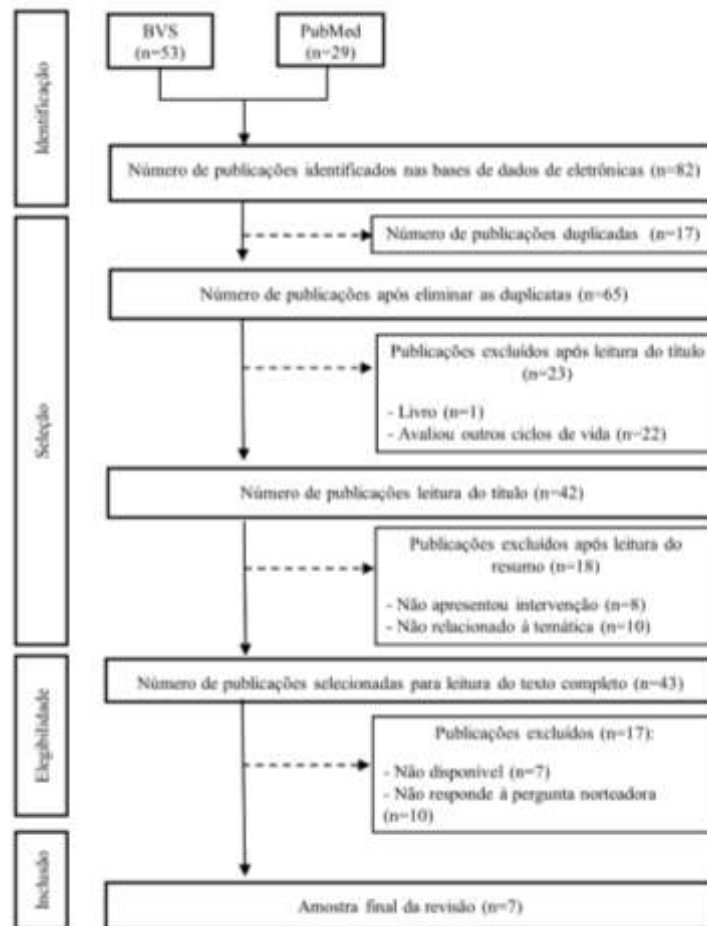 BVS
(n=53)
PubMed
(n=29)
Identificação
Número de publicações identificados nas bases de dados de eletrônicas (n=82)
Número de publicações duplicadas (n=17)
Seleção
Número de publicações após eliminar as duplicatas (n=65)
Publicações excluídos após leitura do título
(n=23)
- Livro (n=1)
- Avaliou outros ciclos de vida (n=22)
Número de publicações leitura do título (n=42)
Publicações excluídos após leitura do
resumo (n=18)
- Não apresentou intervenção (n=8)
- Não relacionado à temática (n=10)
Elegibilidade
Número de publicações selecionadas para leitura do texto completo (n=43)
Publicações excluídos (n=17):
- Não disponível (n=7)
- Não responde à pergunta norteadora
(n=10)
Inclusão
Amostra final da revisão (n=7)